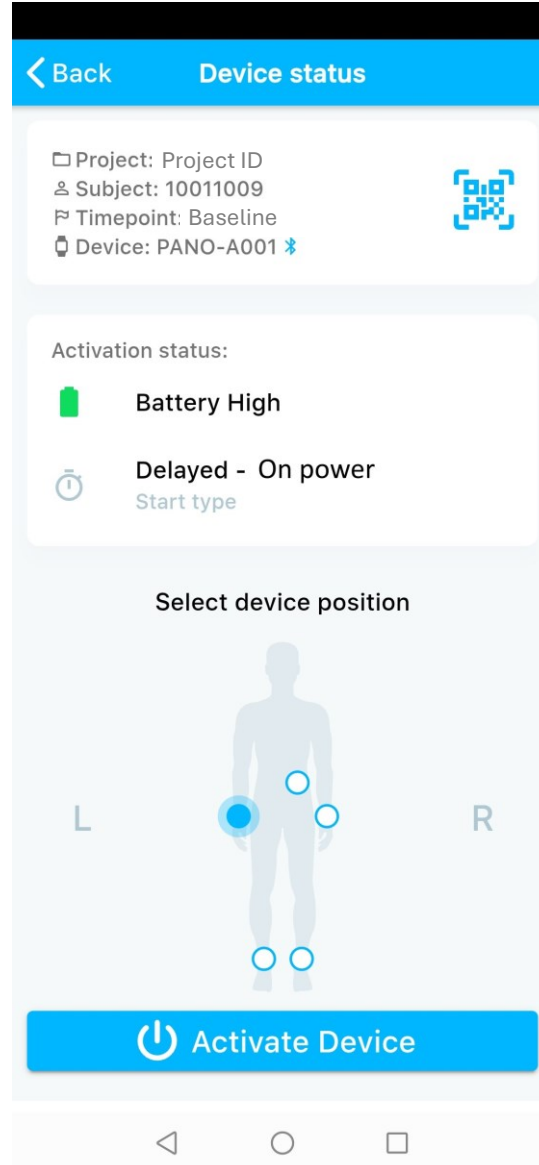 Back
Device status
Project: Project ID
Subject: 10011009
Timepoint: Baseline
Device: PANO-A001
Activation status:
Battery High
Delayed - On power
Start type
Select device position
L
R
Activate Device